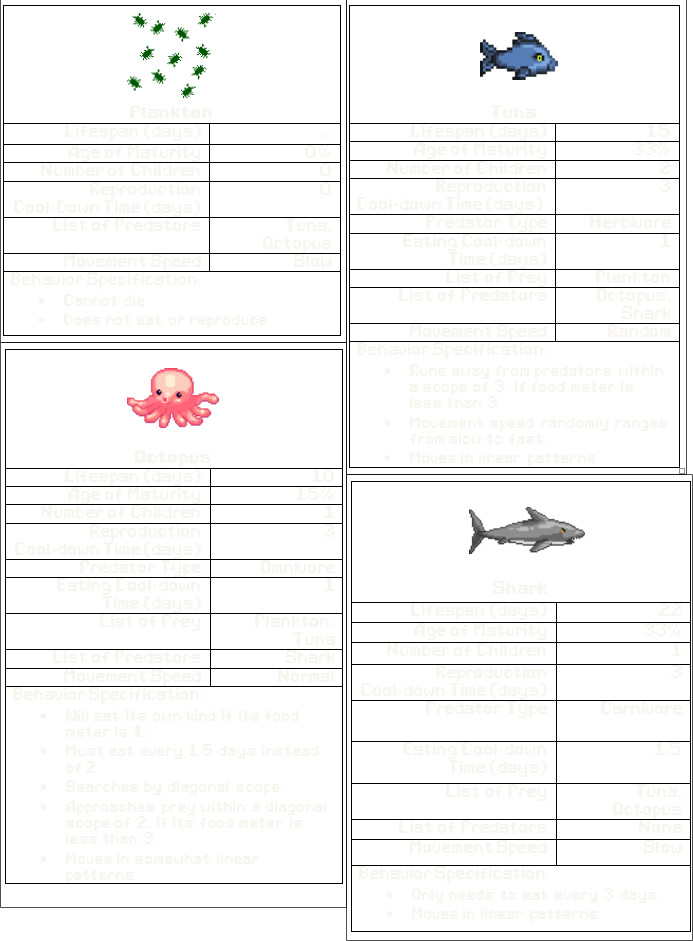 Plankton
Lifespan (days) ∞
Age of Maturity 0%
Number of Children 0
Reproduction 0
Cool-Down Time (days)
List of Predators Tuna,
Octopus
Movement Speed Slow
Behavior Specification:
• Cannot die
• Does not eat or reproduce
Tuna
Lifespan (days) 15
Age of Maturity 33%
Number of Children 2
Reproduction 3
Cool-down Time (days)
Predator Type Herbivore
Eating Cool-down 1
Time (days)
List of Prey Plankton
List of Predators Octopus,
Shark
Movement Speed Random
Behavior Specification:
• Runs away from predators within
a scope of 3, if food meter is
less than 3
• Movement speed randomly ranges
from slow to fast.
• Moves in linear patterns.
Octopus
Lifespan (days) 10
Age of Maturity 15%
Number of Children 1
Reproduction 3
Cool-down Time (days)
Predator Type Omnivore
Eating Cool-down 1
Time (days)
List of Prey Plankton,
Tuna
List of Predators Shark
Movement Speed Normal
Behavior Specification:
• Will eat its own kind if its food
meter is 1
• Must eat every 1.5 days instead
of 2
• Searches by diagonal scope.
• Approaches prey within a diagonal
scope of 2, if its food meter is
less than 3
• Moves in somewhat linear
patterns.
Shark
Lifespan (days) 22
Age of Maturity 33%
Number of Children 1
Reproduction 3
Cool-down Time (days)
Predator Type Carnivore
Eating Cool-down 1.5
Time (days)
List of Prey Tuna,
Octopus
List of Predators None
Movement Speed Slow
Behavior Specification:
• Only needs to eat every 3 days.
• Moves in linear patterns.